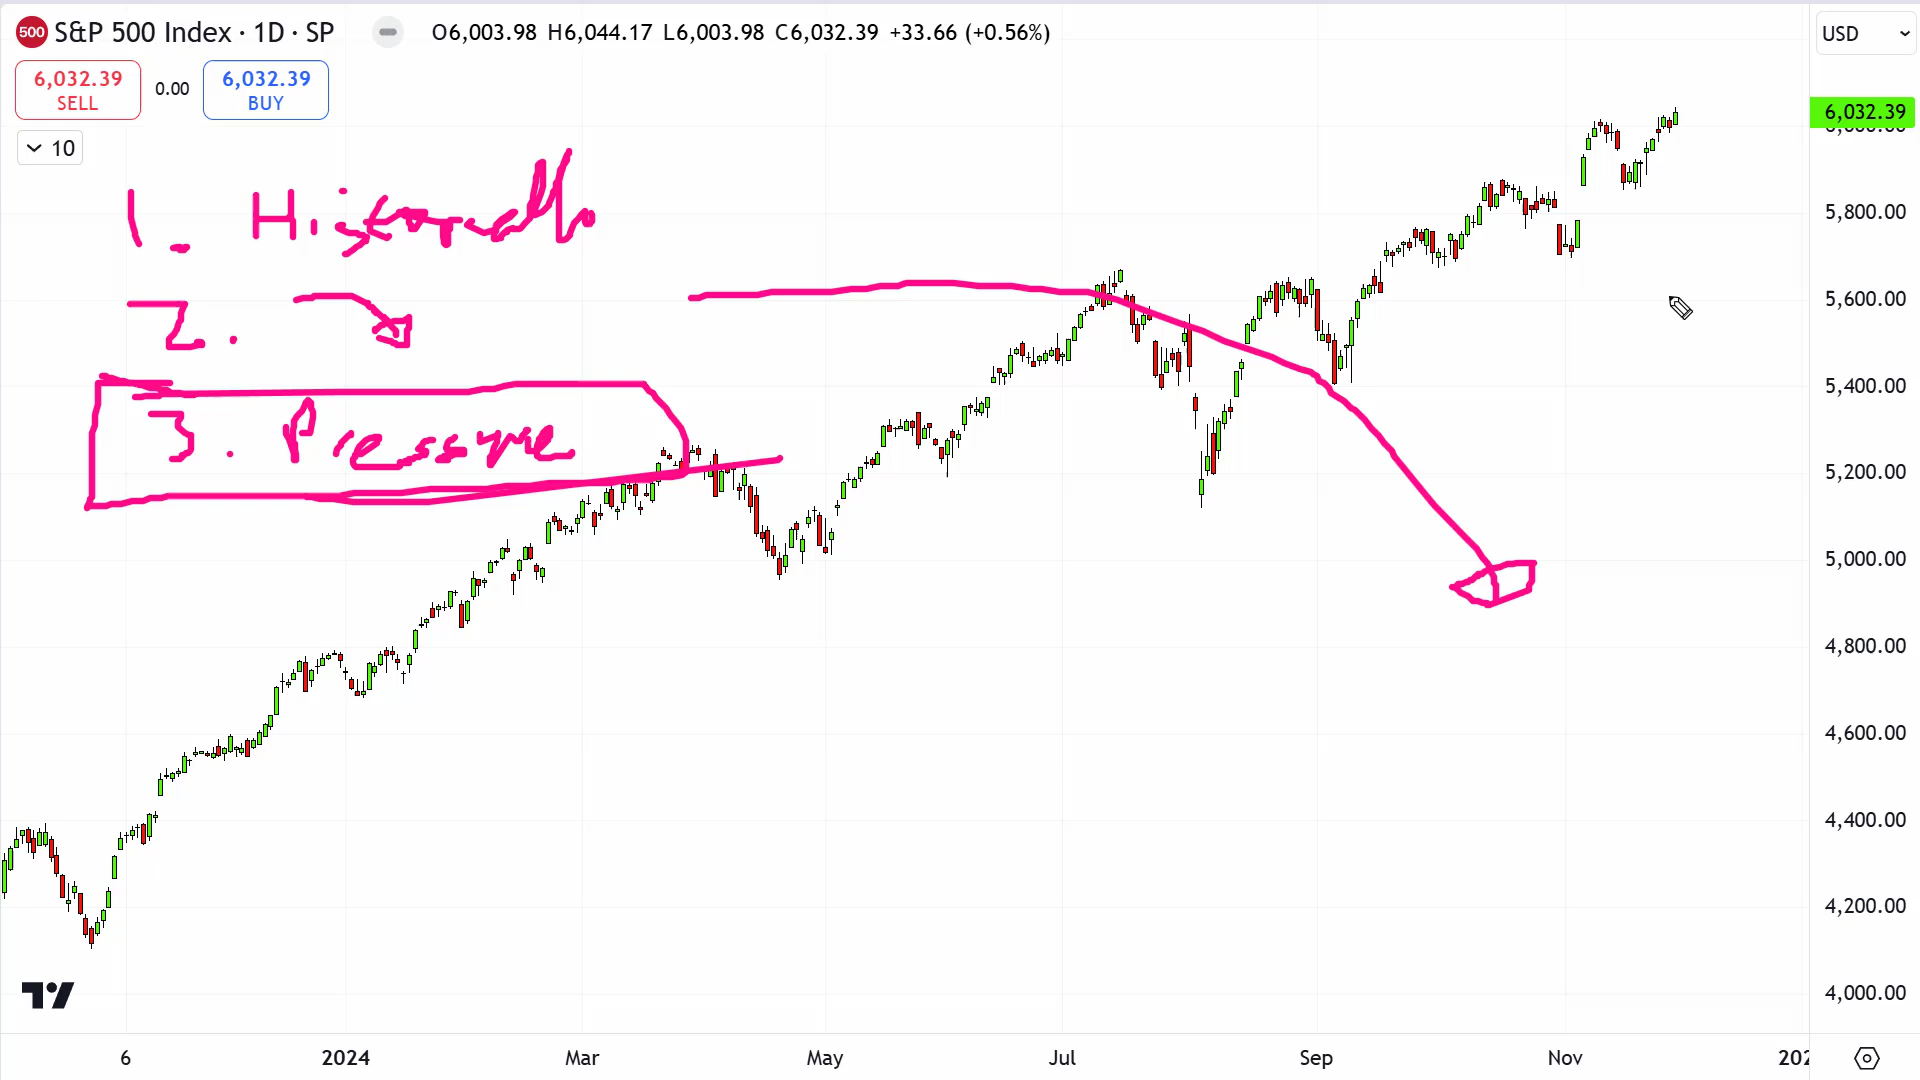 500 S&P 500 Index · 1D · SP O6,003.98 H6,044.17 L6,003.98 C6,032.39 +33.66 (+0.56%) USD
6,032.39 0.00 6,032.39
SELL BUY
6,032.39
10
1.
5,800.00
2.
5,600.00
5,400.00
3. Pressure
5,200.00
5,000.00
4,800.00
4,600.00
4,400.00
4,200.00
4,000.00
6 2024 Mar May Jul Sep Nov